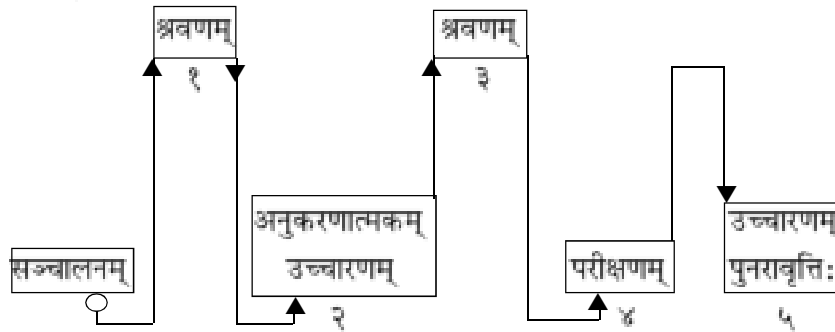 श्रवणम्
१
श्रवणम्
३
सञ्चालनम्
अनुकरणात्मकम्
उच्चारणम्
२
परीक्षणम्
४
उच्चारणम्
पुनरावृत्तिः
५